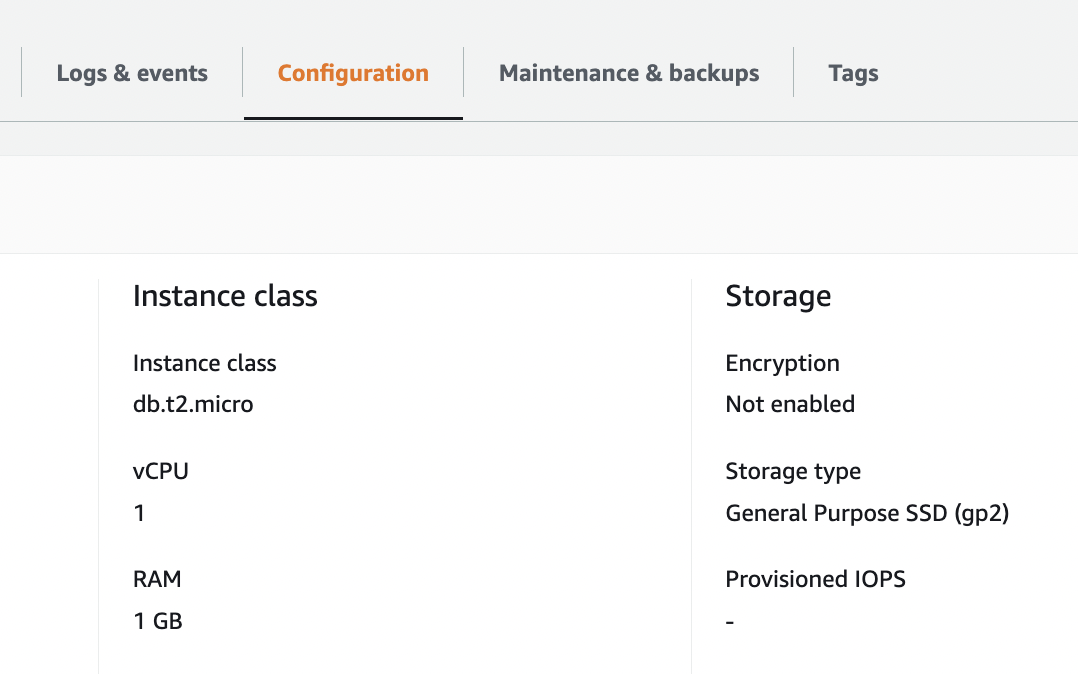 Logs & events
Configuration
Maintenance & backups
Tags
Instance class
Instance class
db.t2.micro
vCPU
1
RAM
1 GB
Storage
Encryption
Not enabled
Storage type
General Purpose SSD (gp2)
Provisioned IOPS
-